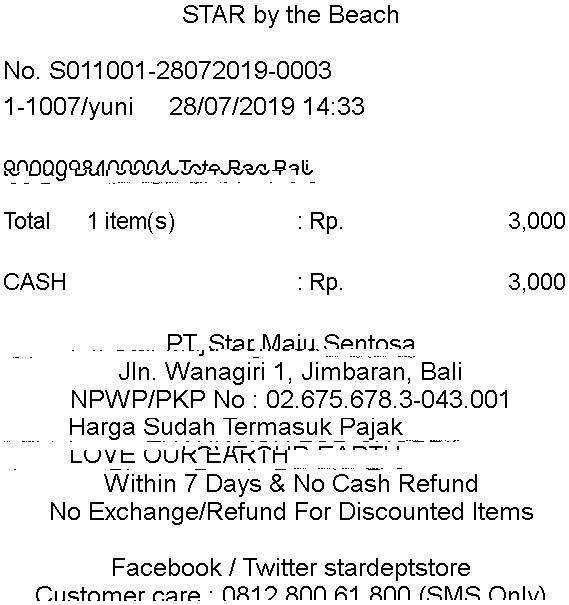 STAR by the Beach
No. S011001-28072019-0003
1-1007/yuni 28/07/2019 14:33
Bali
Total 1 item(s) : Rp. 3,000
CASH : Rp. 3,000
PT. Star Maju Sentosa
Jln. Wanagiri 1, Jimbaran, Bali
NPWP/PKP No : 02.675.678.3-043.001
Harga Sudah Termasuk Pajak
LOVE OUR EARTH
Within 7 Days & No Cash Refund
No Exchange/Refund For Discounted Items
Facebook / Twitter stardeptstore
Customer care : 0812 800 61 800 (SMS Only)